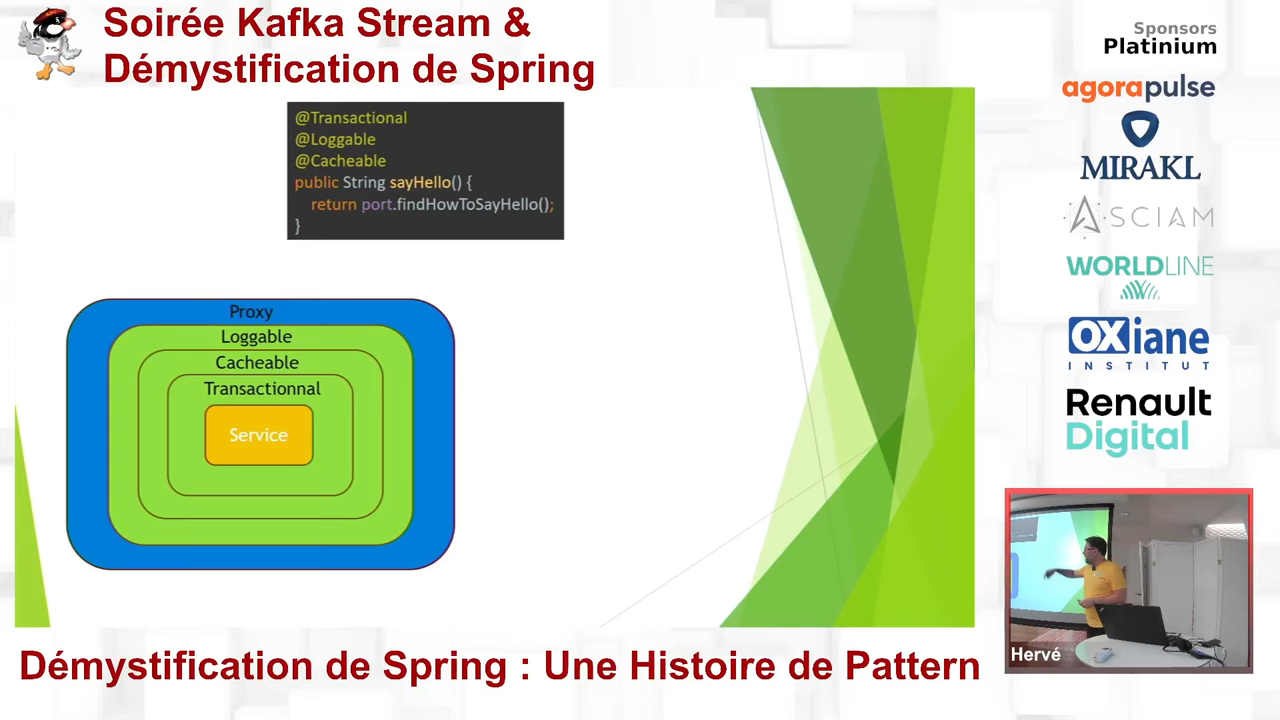 Soirée Kafka Stream &
Démystification de Spring
Sponsors
Platinium
agorapulse
MIRAKL
ASCIAM
WORLDLINE
OXiane
INSTITUT
Renault
Digital
@Transactional
@Loggable
@Cacheable
public String sayHello() {
return port.findHowToSayHello();
}
Proxy
Loggable
Cacheable
Transactionnal
Service
Hervé
Démystification de Spring : Une Histoire de Pattern